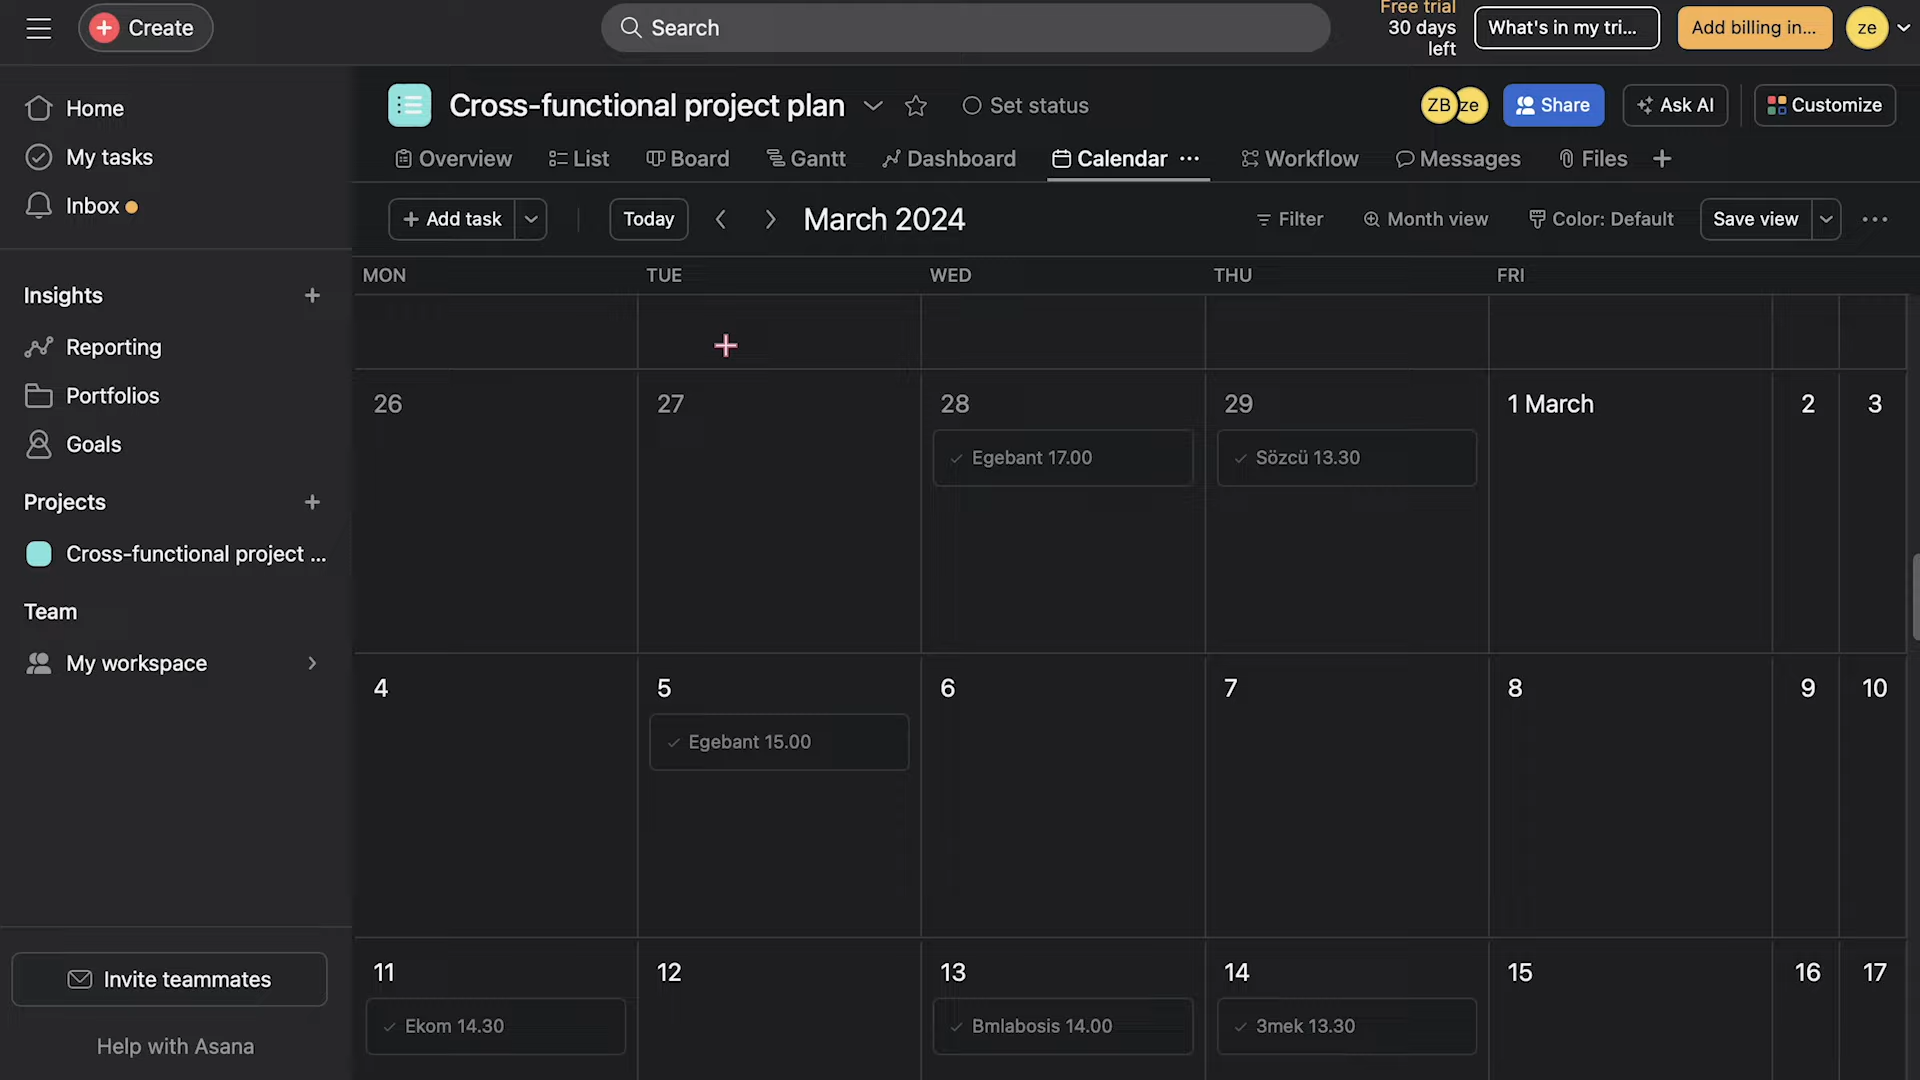 Create
Search
Free trial
30 days
left
What's in my tri...
Add billing in...
ze
Home
My tasks
Inbox
Insights
Reporting
Portfolios
Goals
Projects
Cross-functional project ...
Team
My workspace
Invite teammates
Help with Asana
Cross-functional project plan
Set status
ZB
ze
Share
Ask AI
Customize
Overview
List
Board
Gantt
Dashboard
Calendar
Workflow
Messages
Files
Add task
Today
March 2024
Filter
Month view
Color: Default
Save view
MON
TUE
WED
THU
FRI
26
27
28
29
1 March
2
3
Egebant 17.00
Sözcü 13.30
4
5
6
7
8
9
10
Egebant 15.00
11
12
13
14
15
16
17
Ekom 14.30
Bmlabosis 14.00
3mek 13.30